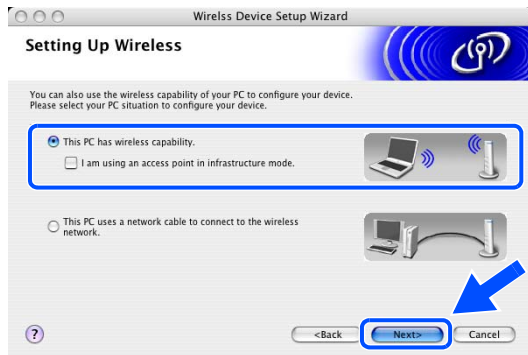 Wirelss Device Setup Wizard
Setting Up Wireless
You can also use the wireless capability of your PC to configure your device.
Please select your PC situation to configure your device.
This PC has wireless capability.
I am using an access point in infrastructure mode.
This PC uses a network cable to connect to the wireless
network.
?
<Back
Next>
Cancel